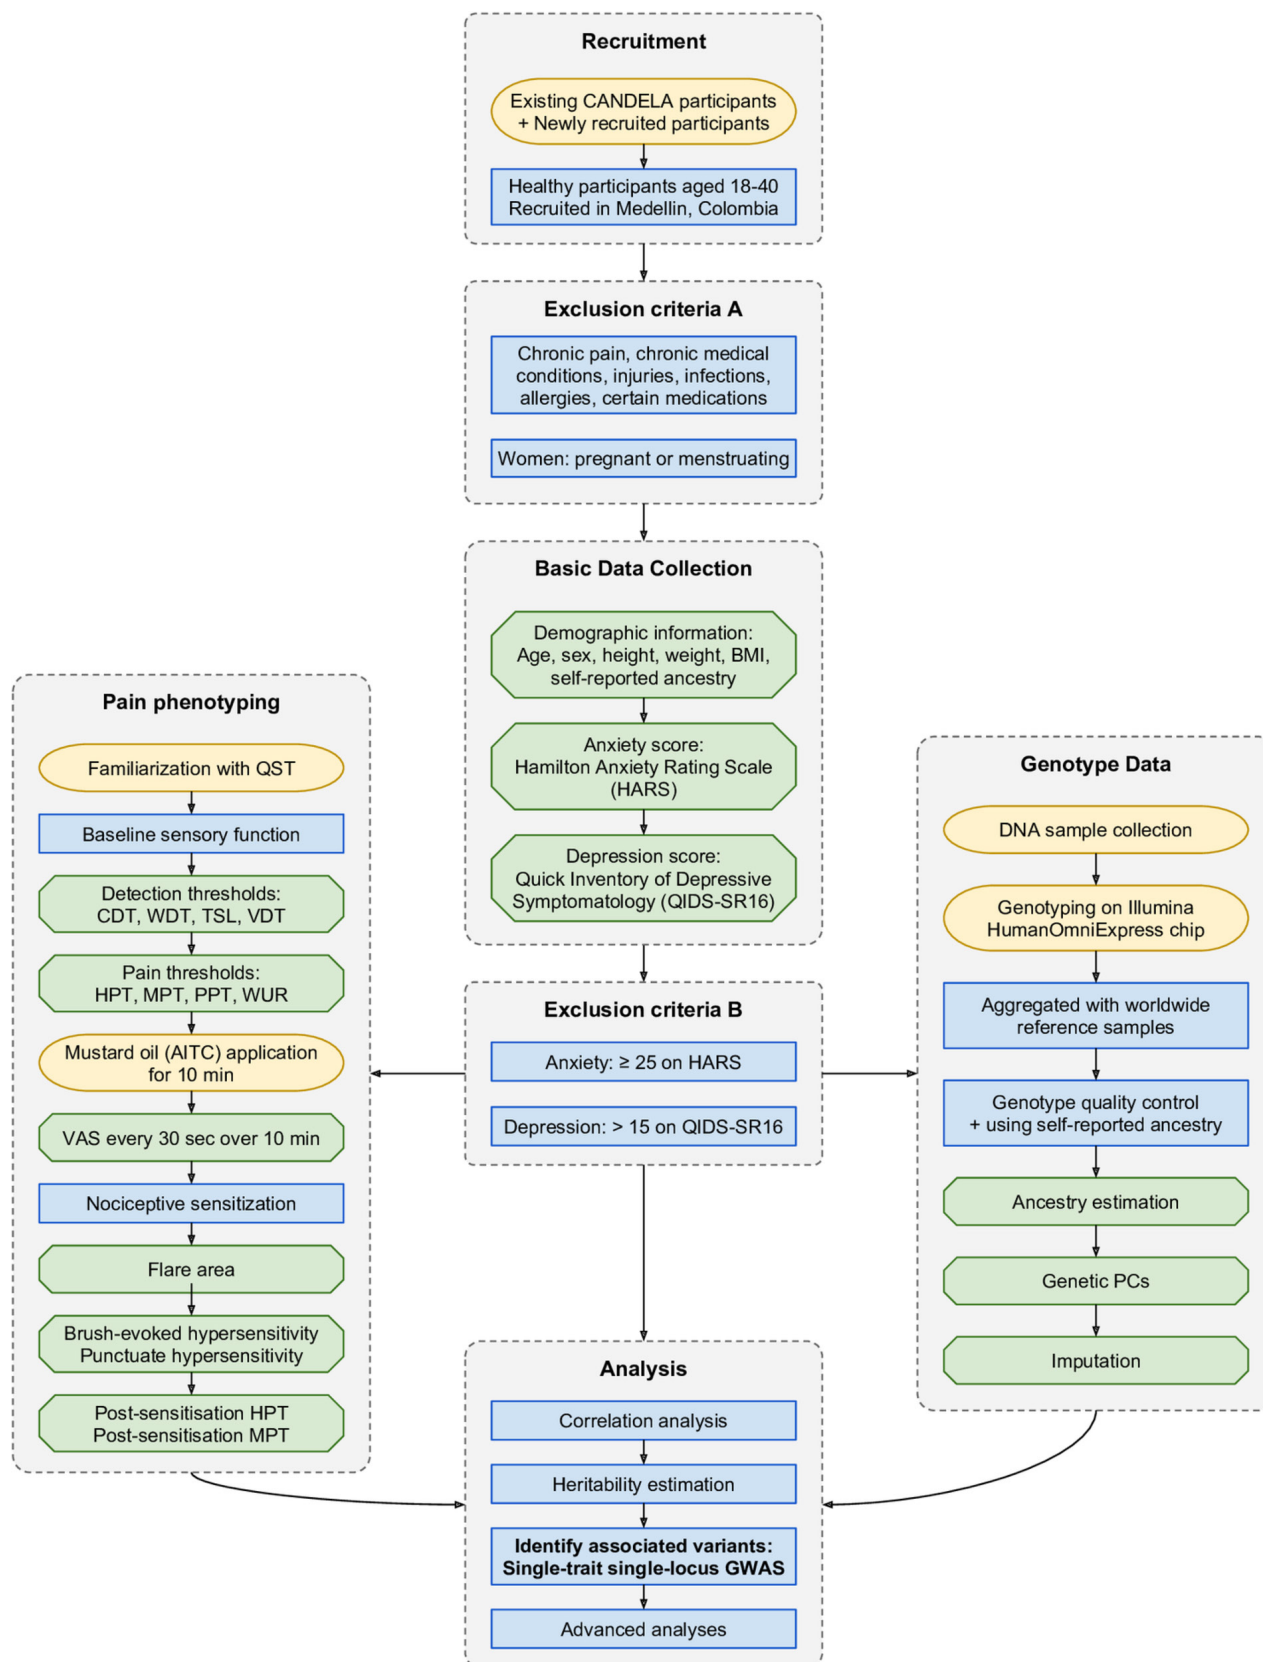 Recruitment
Existing CANDELA participants
+ Newly recruited participants
Healthy participants aged 18-40
Recruited in Medellin, Colombia
Exclusion criteria A
Chronic pain, chronic medical
conditions, injuries, infections,
allergies, certain medications
Women: pregnant or menstruating
Basic Data Collection
Demographic information:
Age, sex, height, weight, BMI,
self-reported ancestry
Anxiety score:
Hamilton Anxiety Rating Scale
(HARS)
Depression score:
Quick Inventory of Depressive
Symptomatology (QIDS-SR16)
Exclusion criteria B
Anxiety: ≥ 25 on HARS
Depression: > 15 on QIDS-SR16
Pain phenotyping
Familiarization with QST
Baseline sensory function
Detection thresholds:
CDT, WDT, TSL, VDT
Pain thresholds:
HPT, MPT, PPT, WUR
Mustard oil (AITC) application
for 10 min
VAS every 30 sec over 10 min
Nociceptive sensitization
Flare area
Brush-evoked hypersensitivity
Punctuate hypersensitivity
Post-sensitisation HPT
Post-sensitisation MPT
Genotype Data
DNA sample collection
Genotyping on Illumina
HumanOmniExpress chip
Aggregated with worldwide
reference samples
Genotype quality control
+ using self-reported ancestry
Ancestry estimation
Genetic PCs
Imputation
Analysis
Correlation analysis
Heritability estimation
Identify associated variants:
Single-trait single-locus GWAS
Advanced analyses